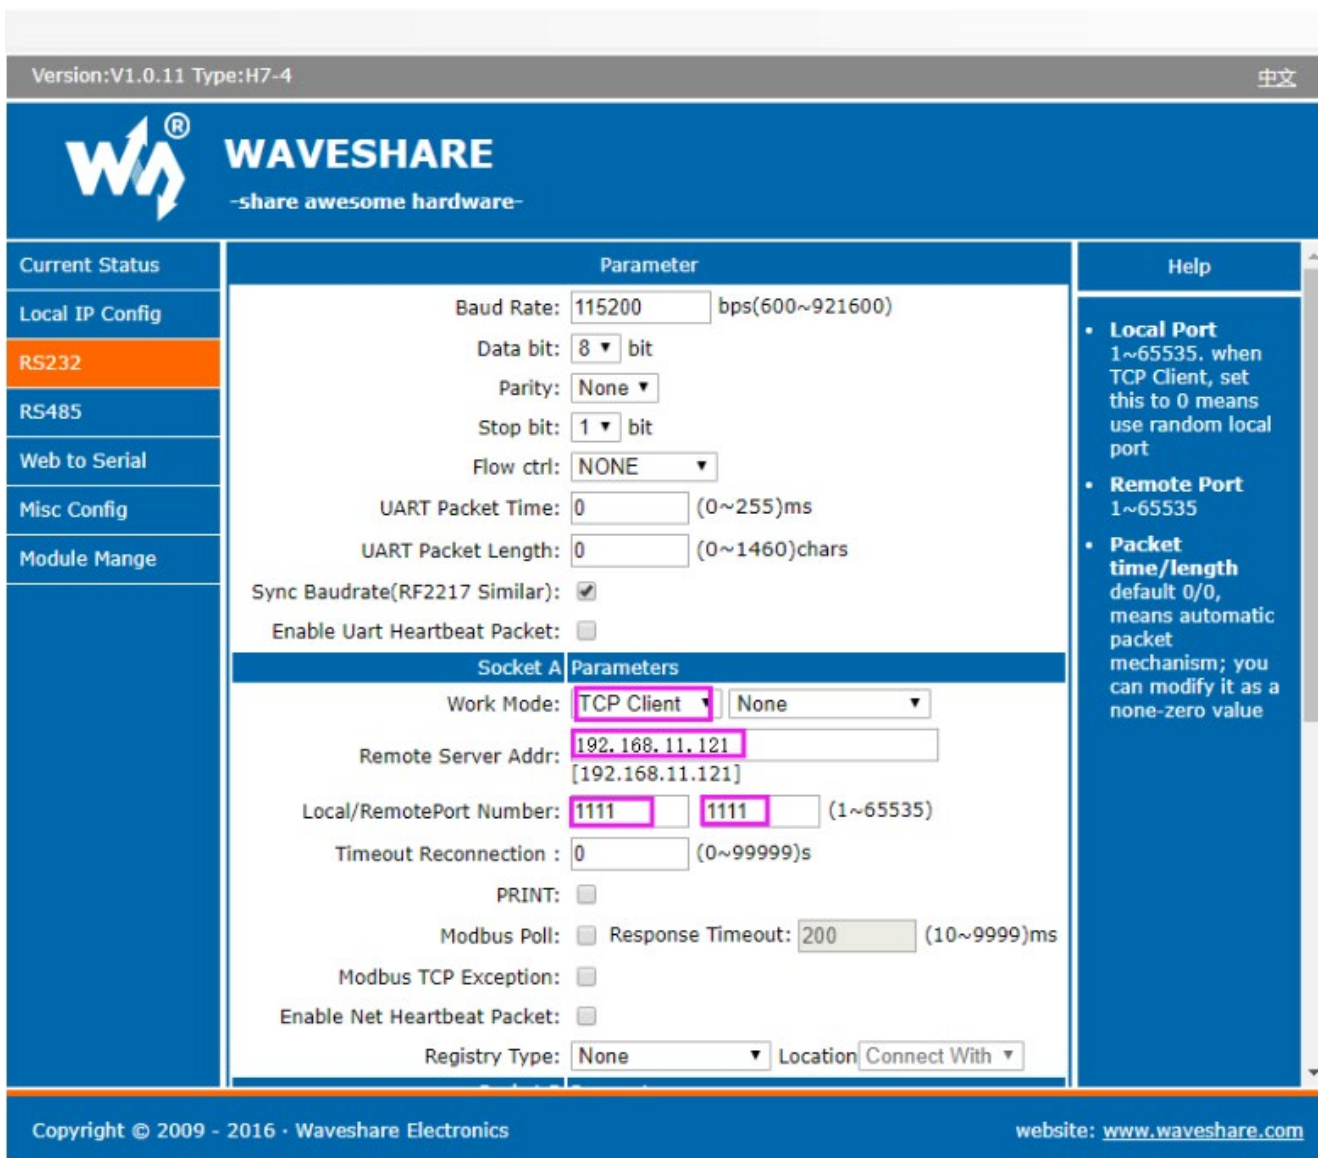 Version:V1.0.11 Type:H7-4
中文
WAVESHARE
-share awesome hardware-
Current Status
Local IP Config
RS232
RS485
Web to Serial
Misc Config
Module Mange
Parameter
Baud Rate: 115200 bps(600~921600)
Data bit: 8 bit
Parity: None
Stop bit: 1 bit
Flow ctrl: NONE
UART Packet Time: 0 (0~255)ms
UART Packet Length: 0 (0~1460)chars
Sync Baudrate(RF2217 Similar):
Enable Uart Heartbeat Packet:
Socket A Parameters
Work Mode: TCP Client None
Remote Server Addr: 192.168.11.121
[192.168.11.121]
Local/RemotePort Number: 1111 1111 (1~65535)
Timeout Reconnection : 0 (0~99999)s
PRINT:
Modbus Poll: Response Timeout: 200 (10~9999)ms
Modbus TCP Exception:
Enable Net Heartbeat Packet:
Registry Type: None Location Connect With
Help
• Local Port
1~65535. when
TCP Client, set
this to 0 means
use random local
port
• Remote Port
1~65535
• Packet
time/length
default 0/0,
means automatic
packet
mechanism; you
can modify it as a
none-zero value
Copyright © 2009 - 2016 · Waveshare Electronics
website: www.waveshare.com